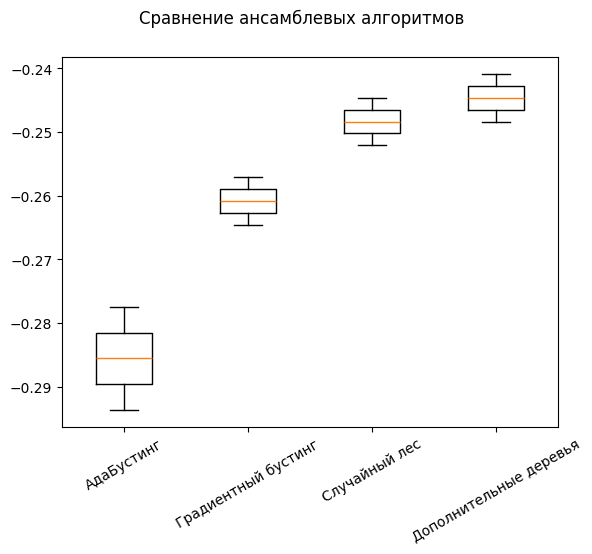 Сравнение ансамблевых алгоритмов
−0.24
−0.25
−0.26
−0.27
−0.28
−0.29
АдаБустинг
Градиентный бустинг
Случайный лес
Дополнительные деревья